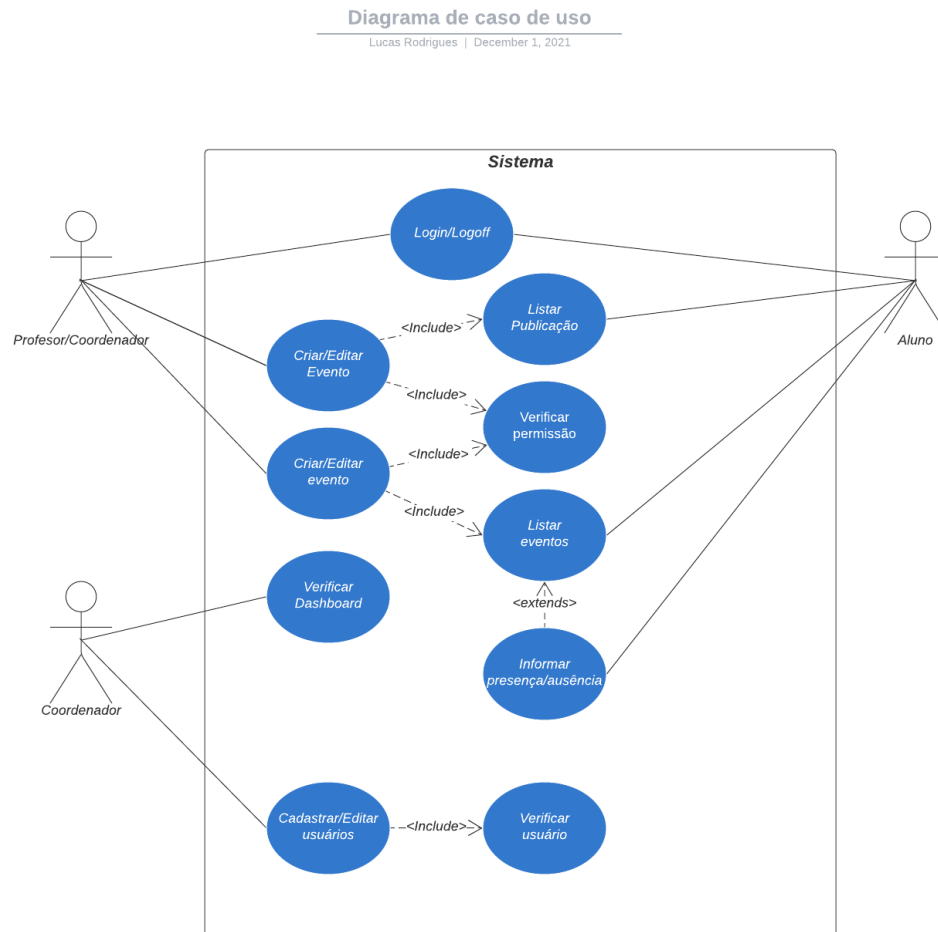 Diagrama de caso de uso
Lucas Rodrigues | December 1, 2021
Sistema
Login/Logoff
Listar
Publicação
<Include>
Profesor/Coordenador
Aluno
Criar/Editar
Evento
<Include>
Verificar
permissão
<Include>
Criar/Editar
evento
<Include>
Listar
eventos
Verificar
Dashboard
<extends>
Informar
presença/ausência
Coordenador
Cadastrar/Editar
usuários
<Include>
Verificar
usuário